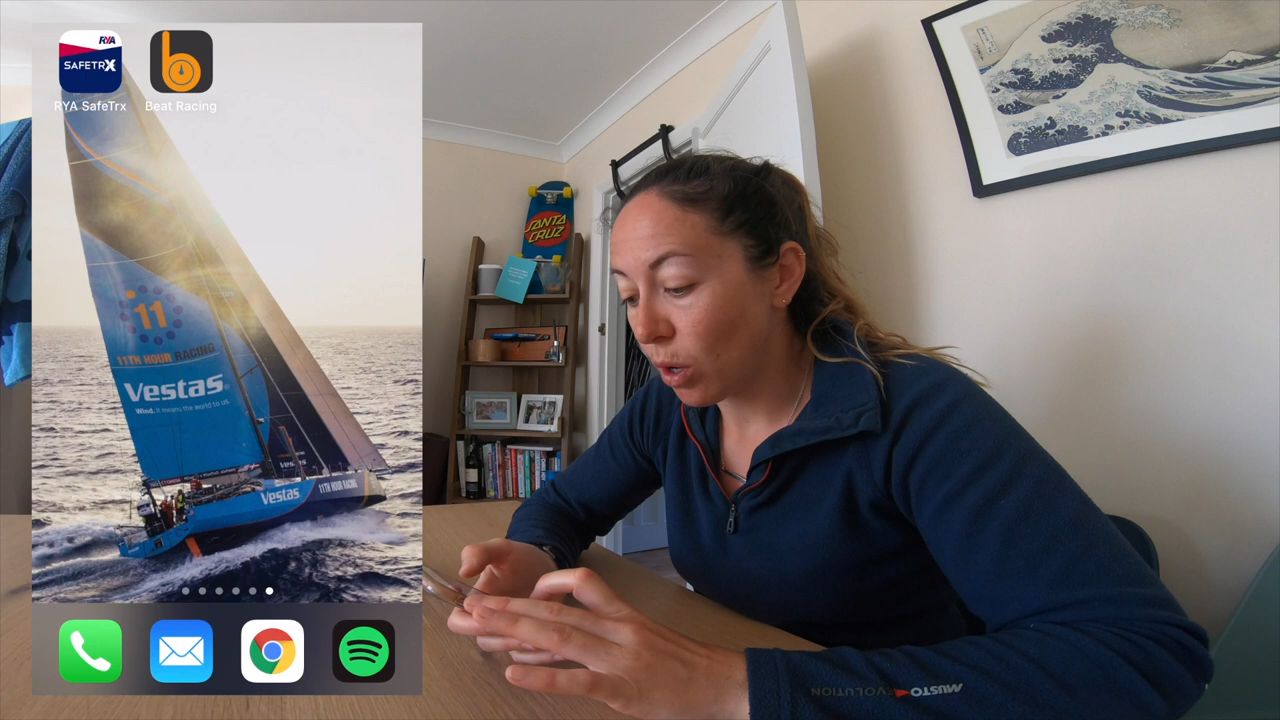 RYA
SAFETRX
RYA SafeTrx
Beat Racing
11
11TH HOUR RACING
Vestas
Wind. It means the world to us.
Vestas
Vestas
11TH HOUR RACING
SANTA
CRUZ
MUSTO
EVOLUTION